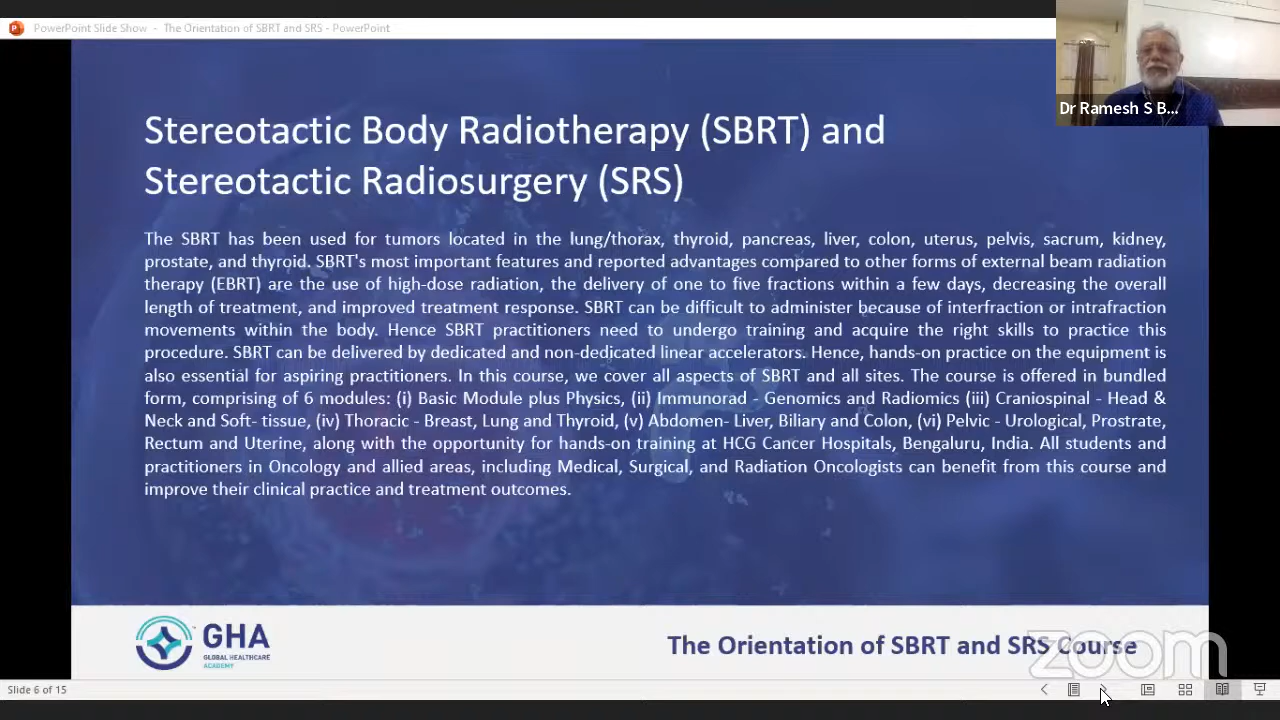 PowerPoint Slide Show - The Orientation of SBRT and SRS - PowerPoint
Dr Ramesh S B...
Stereotactic Body Radiotherapy (SBRT) and
Stereotactic Radiosurgery (SRS)
The SBRT has been used for tumors located in the lung/thorax, thyroid, pancreas, liver, colon, uterus, pelvis, sacrum, kidney,
prostate, and thyroid. SBRT's most important features and reported advantages compared to other forms of external beam radiation
therapy (EBRT) are the use of high-dose radiation, the delivery of one to five fractions within a few days, decreasing the overall
length of treatment, and improved treatment response. SBRT can be difficult to administer because of interfraction or intrafraction
movements within the body. Hence SBRT practitioners need to undergo training and acquire the right skills to practice this
procedure. SBRT can be delivered by dedicated and non-dedicated linear accelerators. Hence, hands-on practice on the equipment is
also essential for aspiring practitioners. In this course, we cover all aspects of SBRT and all sites. The course is offered in bundled
form, comprising of 6 modules: (i) Basic Module plus Physics, (ii) Immunorad - Genomics and Radiomics (iii) Craniospinal - Head &
Neck and Soft- tissue, (iv) Thoracic - Breast, Lung and Thyroid, (v) Abdomen- Liver, Biliary and Colon, (vi) Pelvic - Urological, Prostrate,
Rectum and Uterine, along with the opportunity for hands-on training at HCG Cancer Hospitals, Bengaluru, India. All students and
practitioners in Oncology and allied areas, including Medical, Surgical, and Radiation Oncologists can benefit from this course and
improve their clinical practice and treatment outcomes.
GHA
GLOBAL HEALTHCARE
ACADEMY
The Orientation of SBRT and SRS Course
zoom
Slide 6 of 15